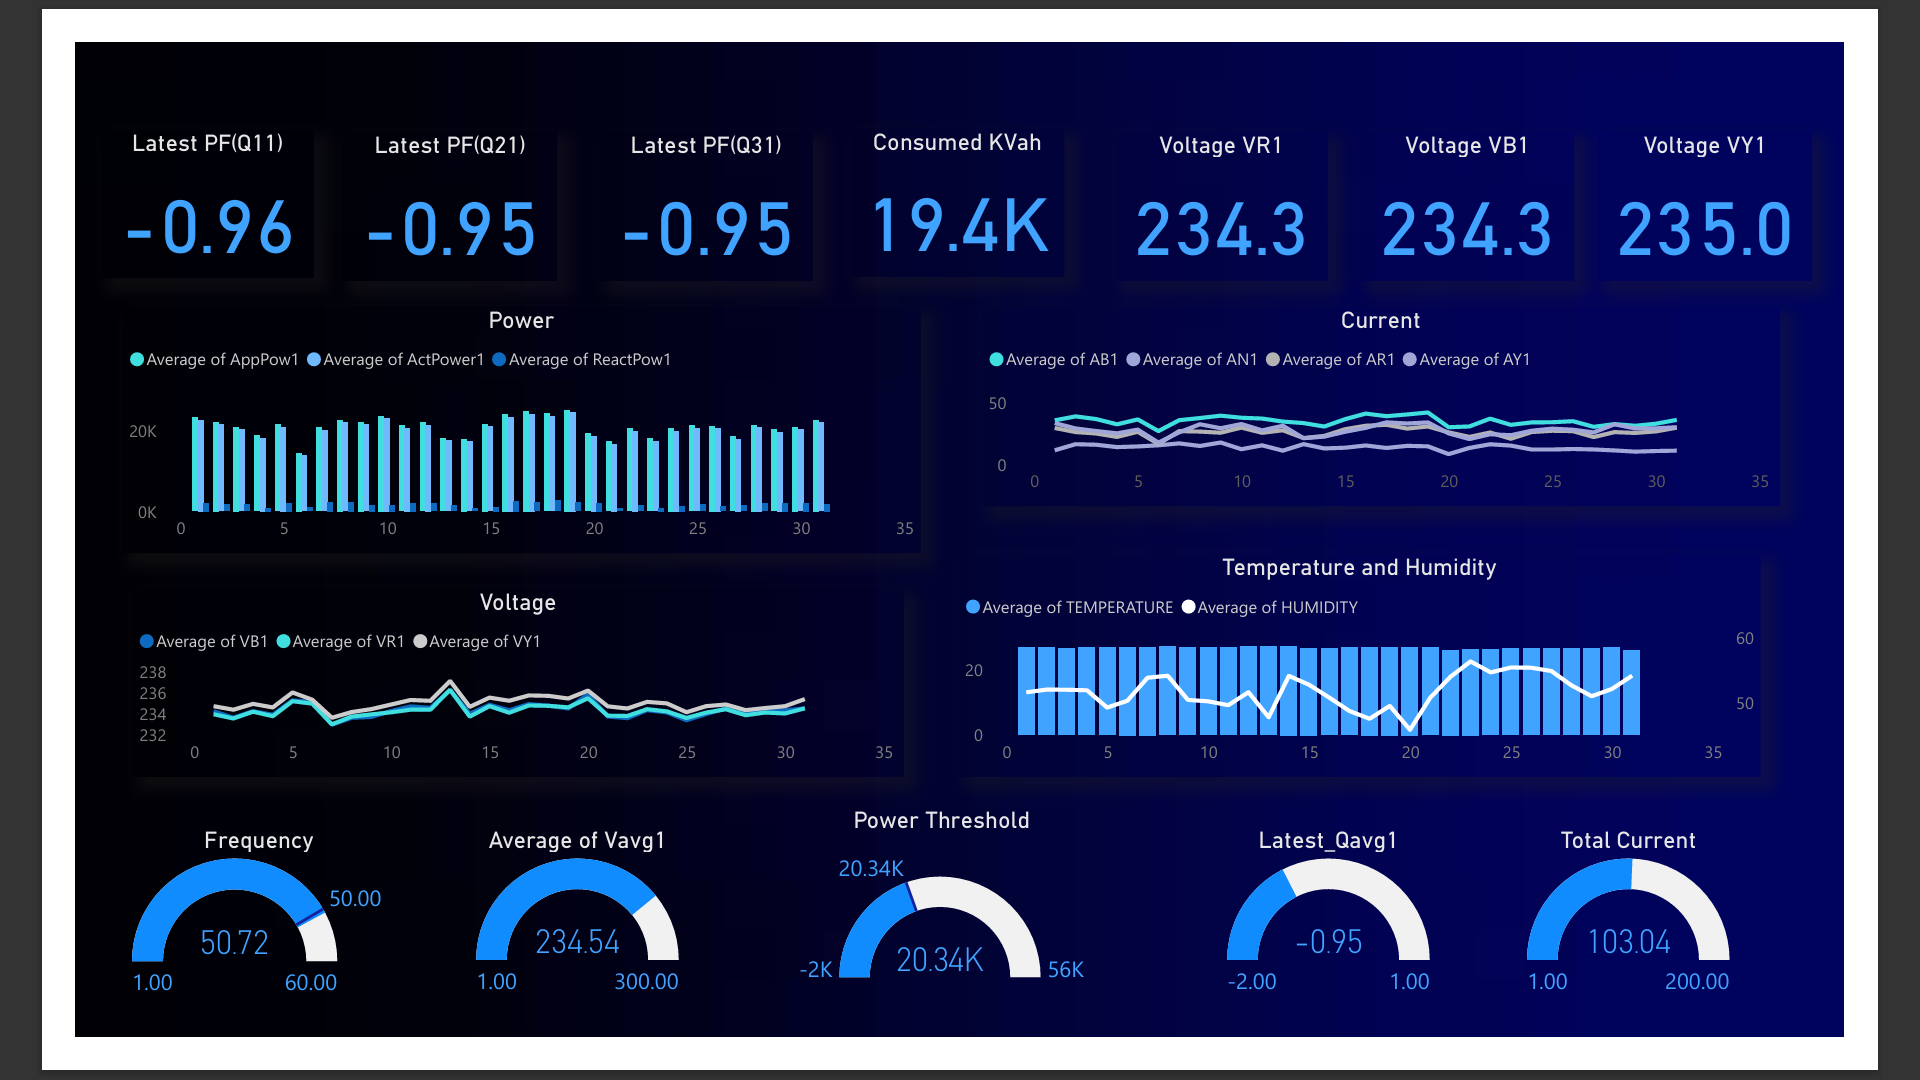 Latest PF(Q11)
-0.96
Latest PF(Q21)
-0.95
Latest PF(Q31)
-0.95
Consumed KVah
19.4K
Voltage VR1
234.3
Voltage VB1
234.3
Voltage VY1
235.0
Power
Average of AppPow1 Average of ActPower1 Average of ReactPow1
20K
0K
0 5 10 15 20 25 30 35
Current
Average of AB1 Average of AN1 Average of AR1 Average of AY1
50
0
0 5 10 15 20 25 30 35
Voltage
Average of VB1 Average of VR1 Average of VY1
238
236
234
232
0 5 10 15 20 25 30 35
Temperature and Humidity
Average of TEMPERATURE Average of HUMIDITY
20
0
60
50
0 5 10 15 20 25 30 35
Frequency
50.00
50.72
1.00 60.00
Average of Vavg1
234.54
1.00 300.00
Power Threshold
20.34K
20.34K
-2K 56K
Latest_Qavg1
-0.95
-2.00 1.00
Total Current
103.04
1.00 200.00